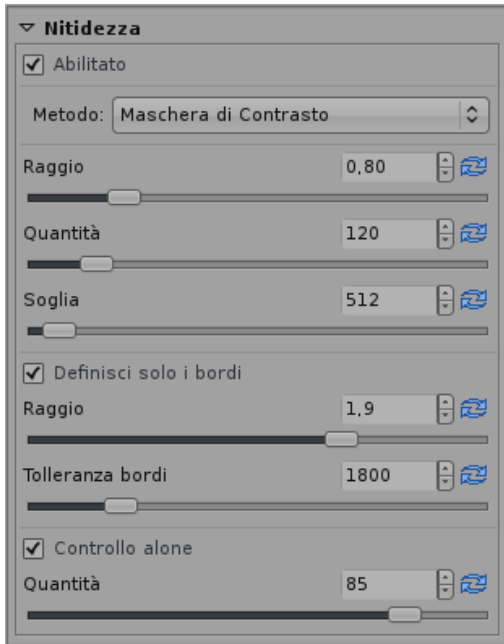 Nitidezza
Abilitato
Metodo: Maschera di Contrasto
Raggio 0,80
Quantità 120
Soglia 512
Definisci solo i bordi
Raggio 1,9
Tolleranza bordi 1800
Controllo alone
Quantità 85